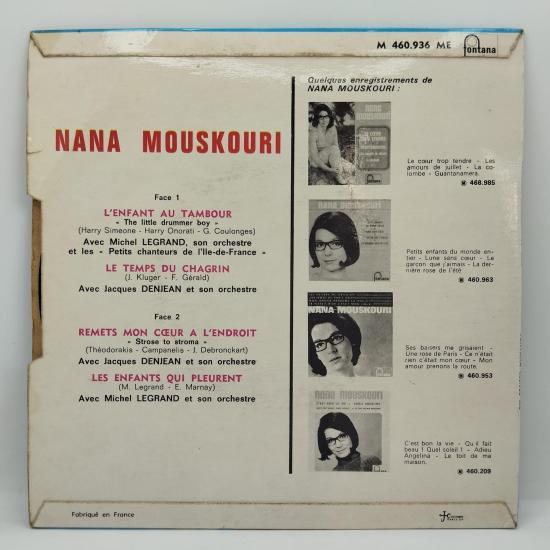 M 460.936 ME
fontana
NANA MOUSKOURI
Face 1
L'ENFANT AU TAMBOUR
« The little drummer boy »
(Harry Simeone - Harry Onorati - G. Coulonges)
Avec Michel LEGRAND, son orchestre
et les « Petits chanteurs de l'Ile-de-France »
LE TEMPS DU CHAGRIN
(J. Kluger - F. Gérald)
Avec Jacques DENJEAN et son orchestre
Face 2
REMETS MON CŒUR A L'ENDROIT
« Strose to stroma »
(Théodorakis - Campanelis - J. Debronckart)
Avec Jacques DENJEAN et son orchestre
LES ENFANTS QUI PLEURENT
(M. Legrand - E. Marnay)
Avec Michel LEGRAND et son orchestre
Quelques enregistrements de
NANA MOUSKOURI :
NANA
MOUSKOURI
Le cœur trop tendre - Les
amours de juillet - La co-
lombe - Guantanamera.
468.985
NANA MOUSKOURI
Petits enfants du monde en-
tier - Lune sans cœur - Le
garçon que j'aimais - La der-
nière rose de l'été.
460.963
NANA MOUSKOURI
Ses baisers me grisaient -
Une rose de Paris - Ce n'était
rien c'était mon cœur - Mon
amour prenons la route.
460.953
NANA MOUSKOURI
C'est bon la vie - Qu il fait
beau ! Quel soleil ! - Adieu
Angelina - Le toit de ma
maison.
460.209
Fabriqué en France